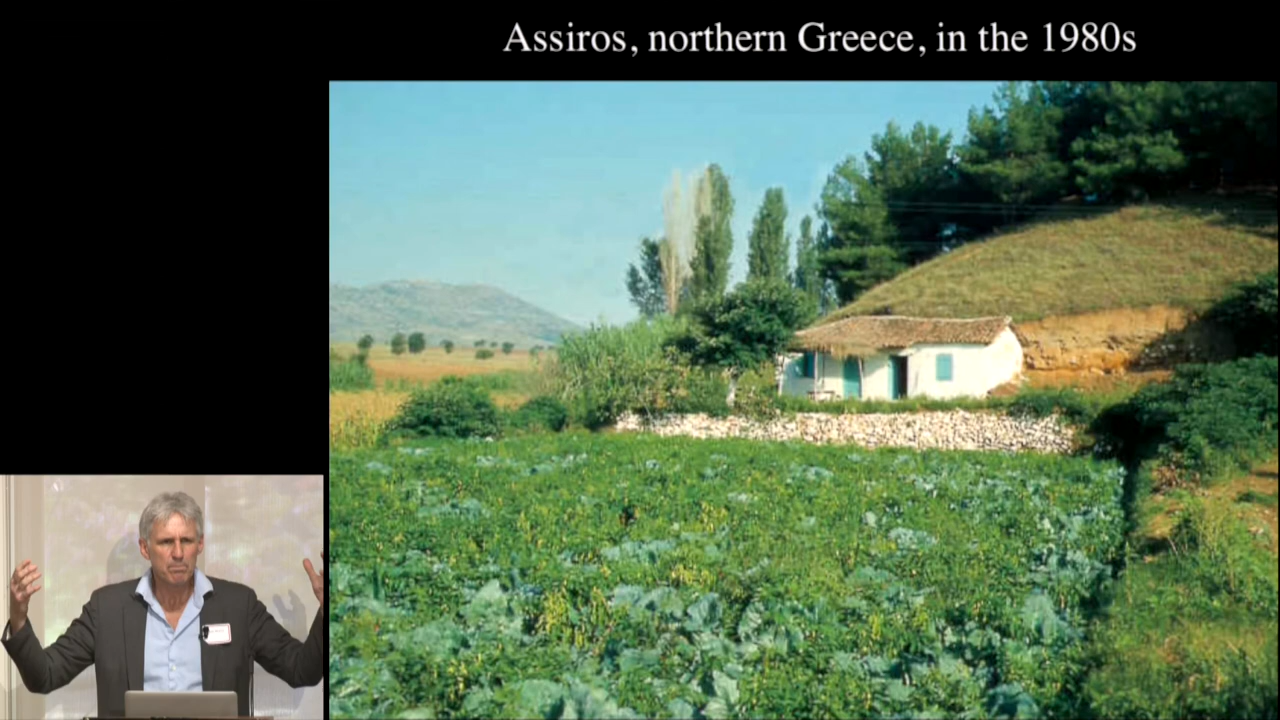 Assiros, northern Greece, in the 1980s